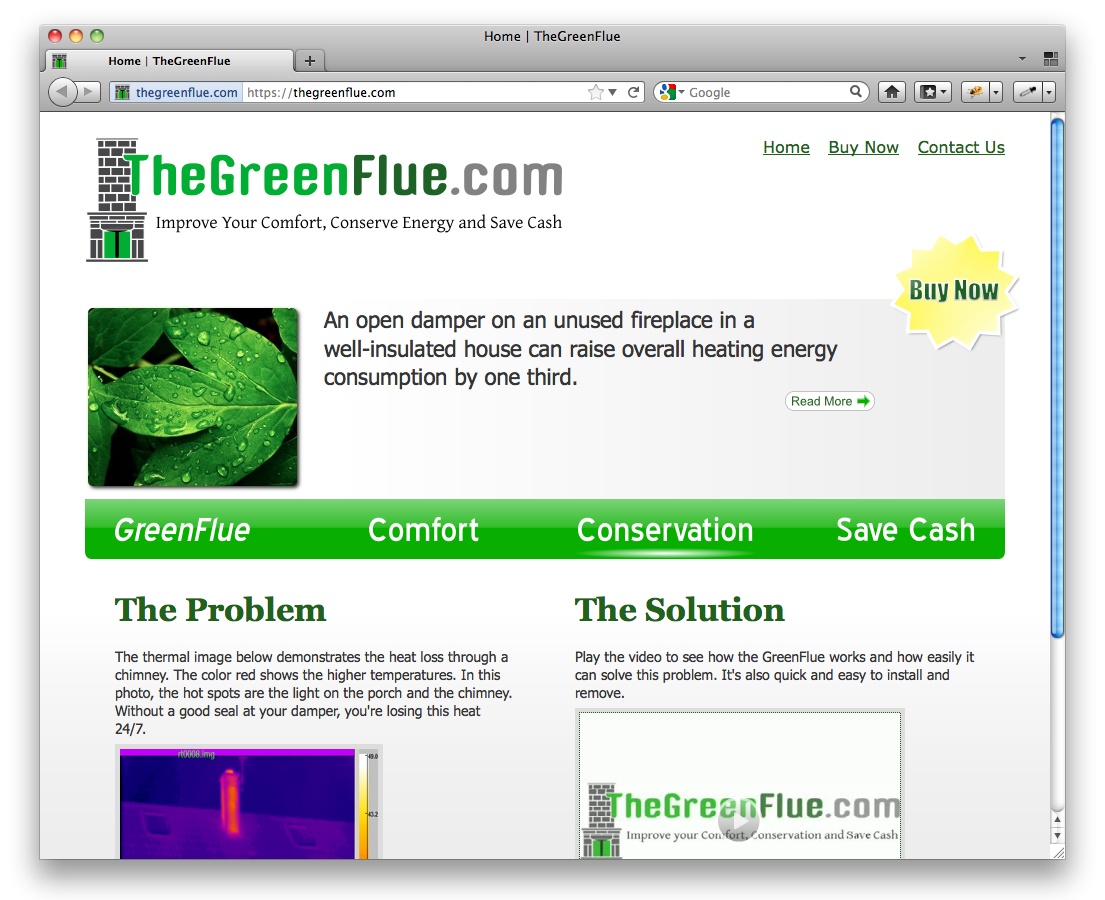 Home | TheGreenFlue
Home | TheGreenFlue
thegreenflue.com
https://thegreenflue.com
Google
TheGreenFlue.com
Improve Your Comfort, Conserve Energy and Save Cash
Home
Buy Now
Contact Us
Buy Now
An open damper on an unused fireplace in a
well-insulated house can raise overall heating energy
consumption by one third.
Read More
GreenFlue
Comfort
Conservation
Save Cash
The Problem
The thermal image below demonstrates the heat loss through a
chimney. The color red shows the higher temperatures. In this
photo, the hot spots are the light on the porch and the chimney.
Without a good seal at your damper, you're losing this heat
24/7.
rt0008.img
49.0
43.2
The Solution
Play the video to see how the GreenFlue works and how easily it
can solve this problem. It's also quick and easy to install and
remove.
TheGreenFlue.com
Improve your Comfort, Conservation and Save Cash